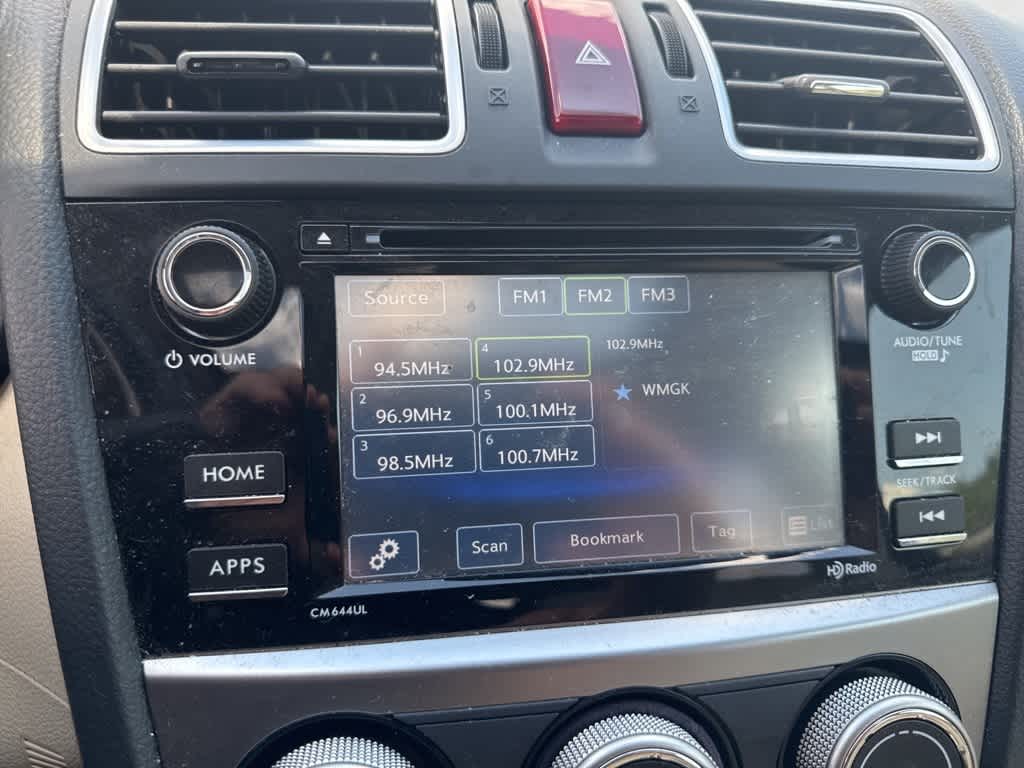 Source
FM1 FM2 FM3
1 94.5MHz
4 102.9MHz
2 96.9MHz
5 100.1MHz
3 98.5MHz
6 100.7MHz
102.9MHz
WMGK
Scan
Bookmark
Tag
List
VOLUME
HOME
APPS
CM644UL
AUDIO/TUNE
HOLD
SEEK/TRACK
HD Radio